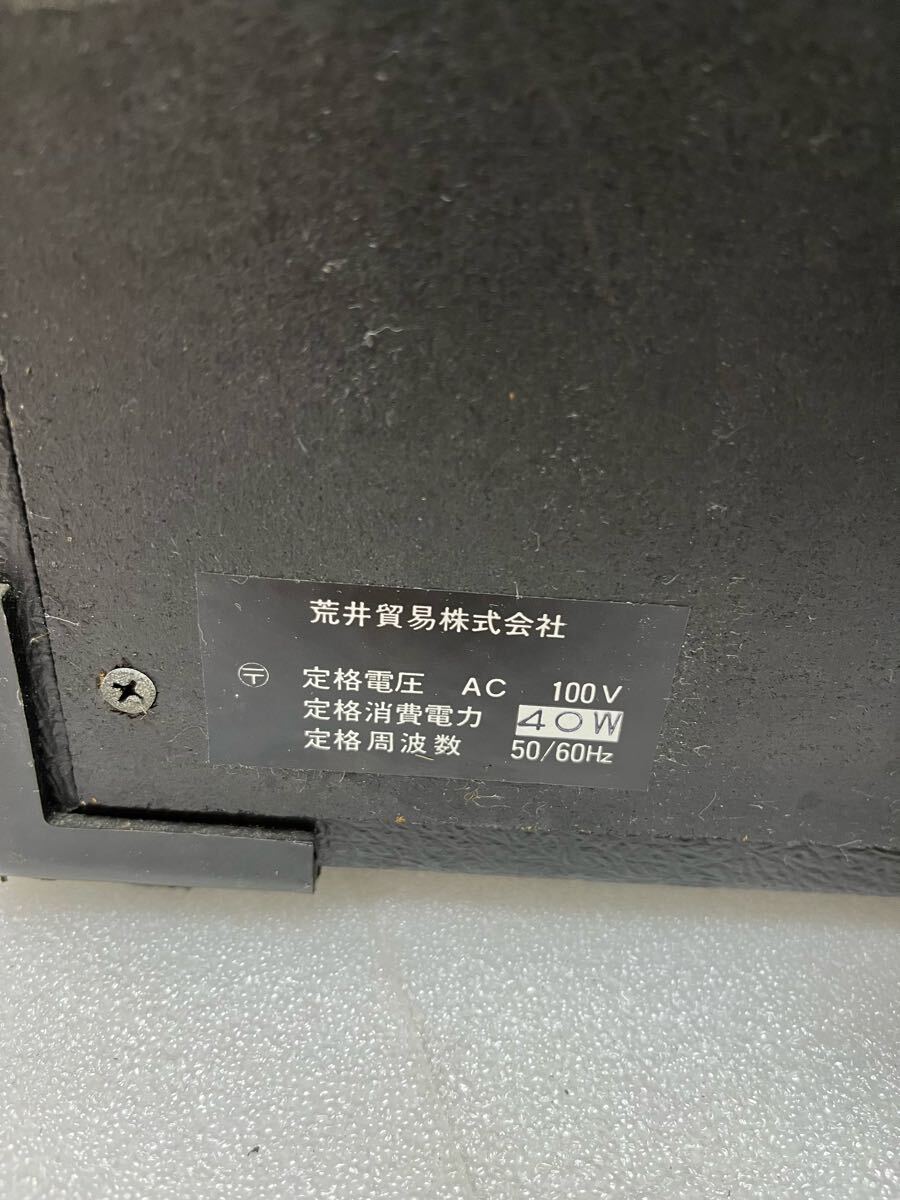 荒井貿易株式会社
〒 定格電圧 AC 100V
定格消費電力 40W
定格周波数 50/60Hz